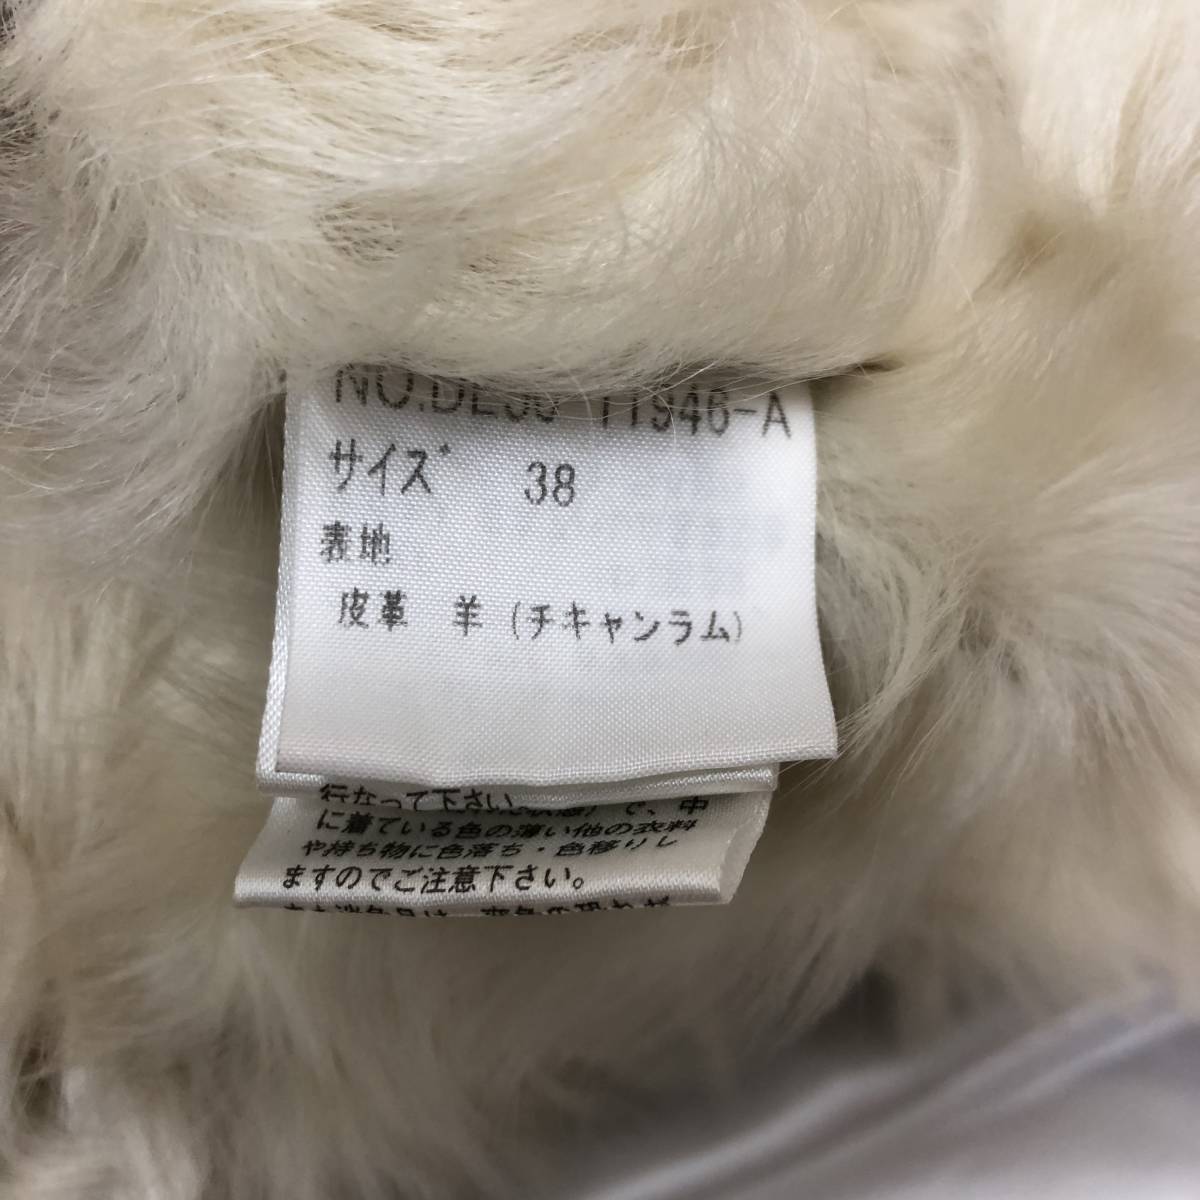 11946-A
サイズ 38
表地
皮革 羊 (チキャンラム)
行なって下さい。
で、中
に着ている色の薄い他の衣料
や持ち物に色落ち・色移りし
ますのでご注意下さい。